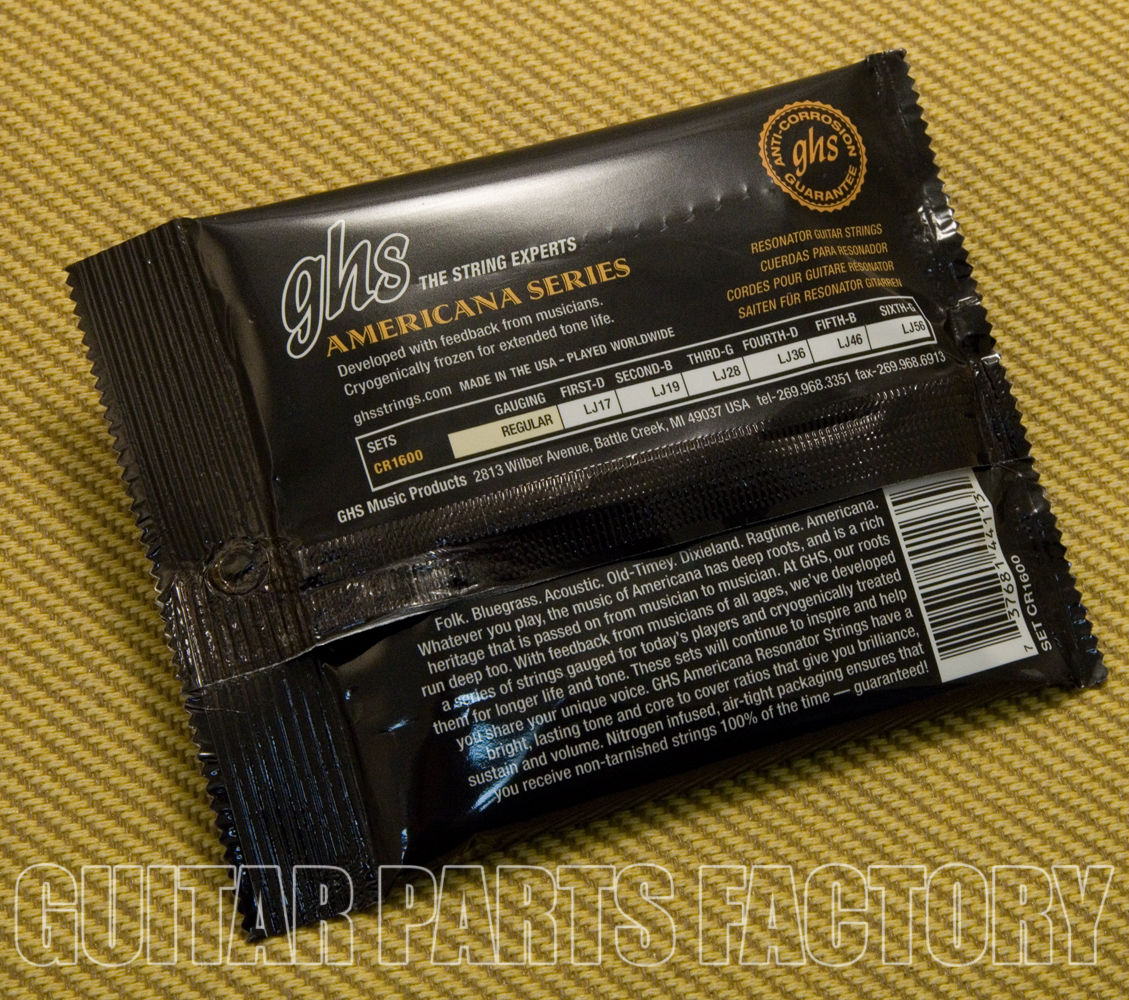 ANTI-CORROSION
ghs
GUARANTEE
ghs THE STRING EXPERTS
AMERICANA SERIES
Developed with feedback from musicians.
Cryogenically frozen for extended tone life.
ghsstrings.com MADE IN THE USA - PLAYED WORLDWIDE
RESONATOR GUITAR STRINGS
CUERDAS PARA RESONADOR
CORDES POUR GUITARE RÉSONATOR
SAITEN FÜR RESONATOR GITARREN
SETS GAUGING FIRST-D SECOND-B THIRD-G FOURTH-D FIFTH-B SIXTH-G
CR1600 REGULAR LJ17 LJ19 LJ28 LJ36 LJ46 LJ56
GHS Music Products 2813 Wilber Avenue, Battle Creek, MI 49037 USA tel-269.968.3351 fax-269.968.6913
Folk. Bluegrass. Acoustic. Old-Timey. Dixieland. Ragtime. Americana.
Whatever you play, the music of Americana has deep roots, and is a rich
heritage that is passed on from musician to musician. At GHS, our roots
run deep too. With feedback from musicians of all ages, we've developed
a series of strings gauged for today's players and cryogenically treated
them for longer life and tone. These sets will continue to inspire and help
you share your unique voice. GHS Americana Resonator Strings have a
bright, lasting tone and core to cover ratios that give you brilliance,
sustain and volume. Nitrogen infused, air-tight packaging ensures that
you receive non-tarnished strings 100% of the time — guaranteed!
7 37681 44113
SET CR1600
GUITAR PARTS FACTORY